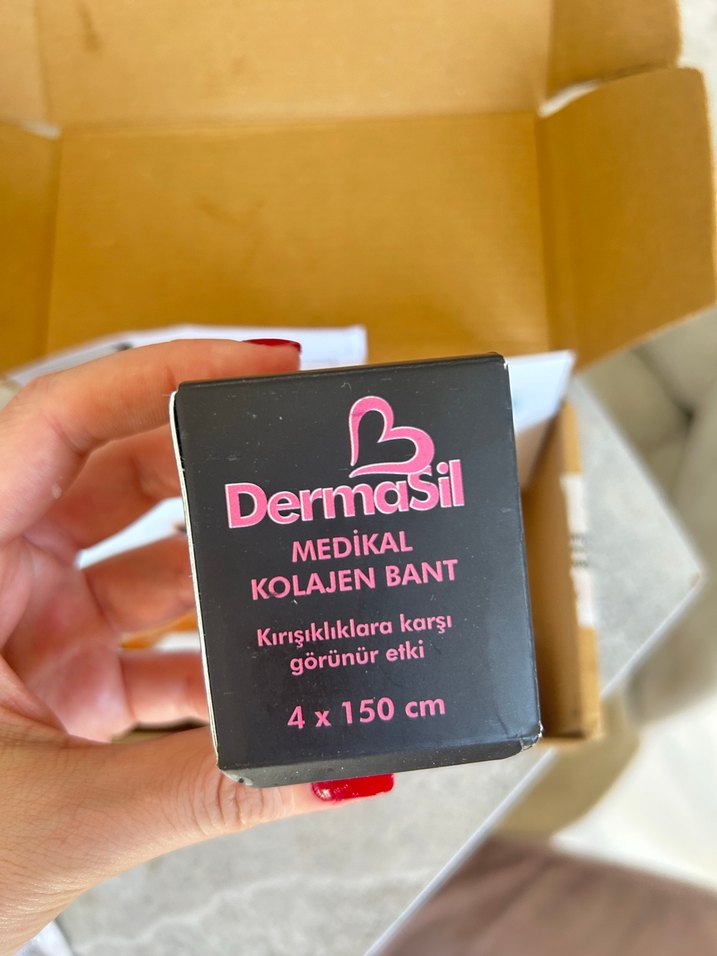 DermaSil
MEDİKAL
KOLAJEN BANT
Kırışıklıklara karşı
görünür etki
4 x 150 cm